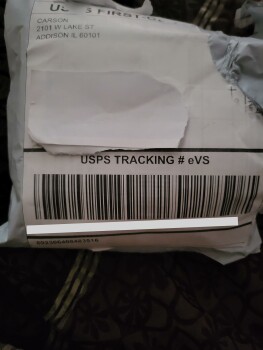 CARSON
2101 W LAKE ST
ADDISON IL 60101
USPS TRACKING # eVS